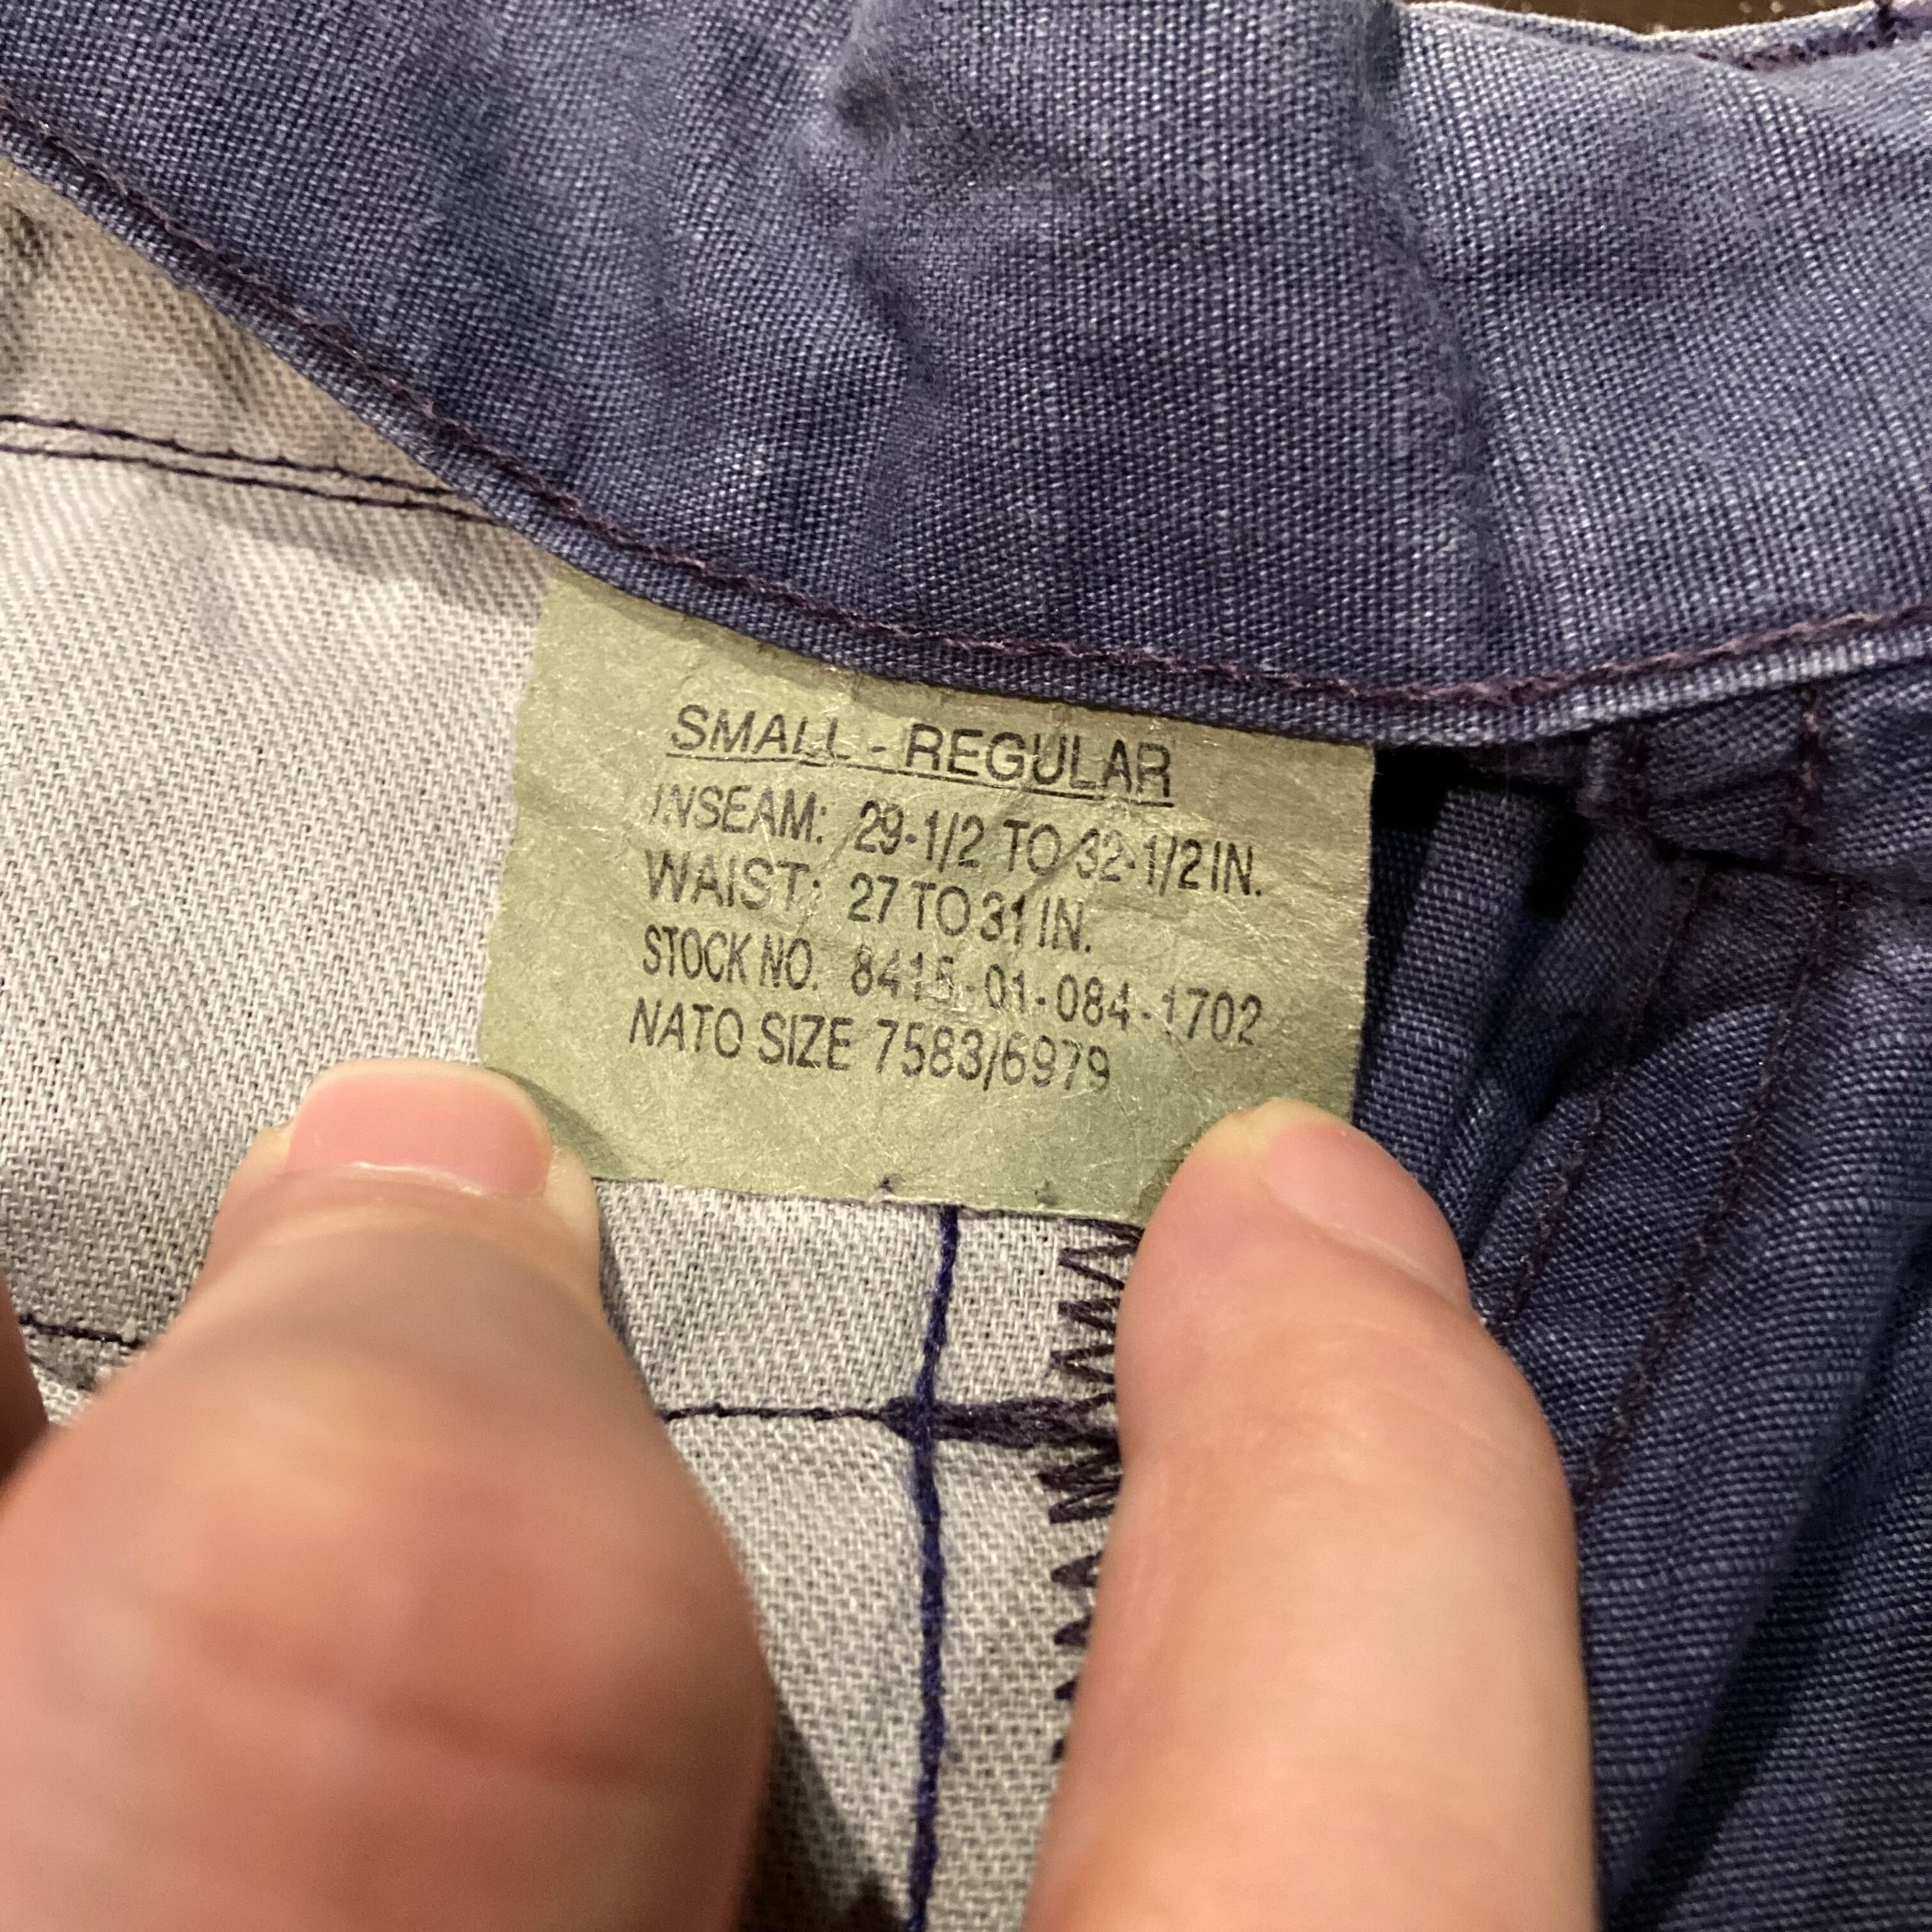 SMALL - REGULAR
INSEAM: 29-1/2 TO 32-1/2 IN.
WAIST: 27 TO 31 IN.
STOCK NO. 8415-01-084-1702
NATO SIZE 7583/6979